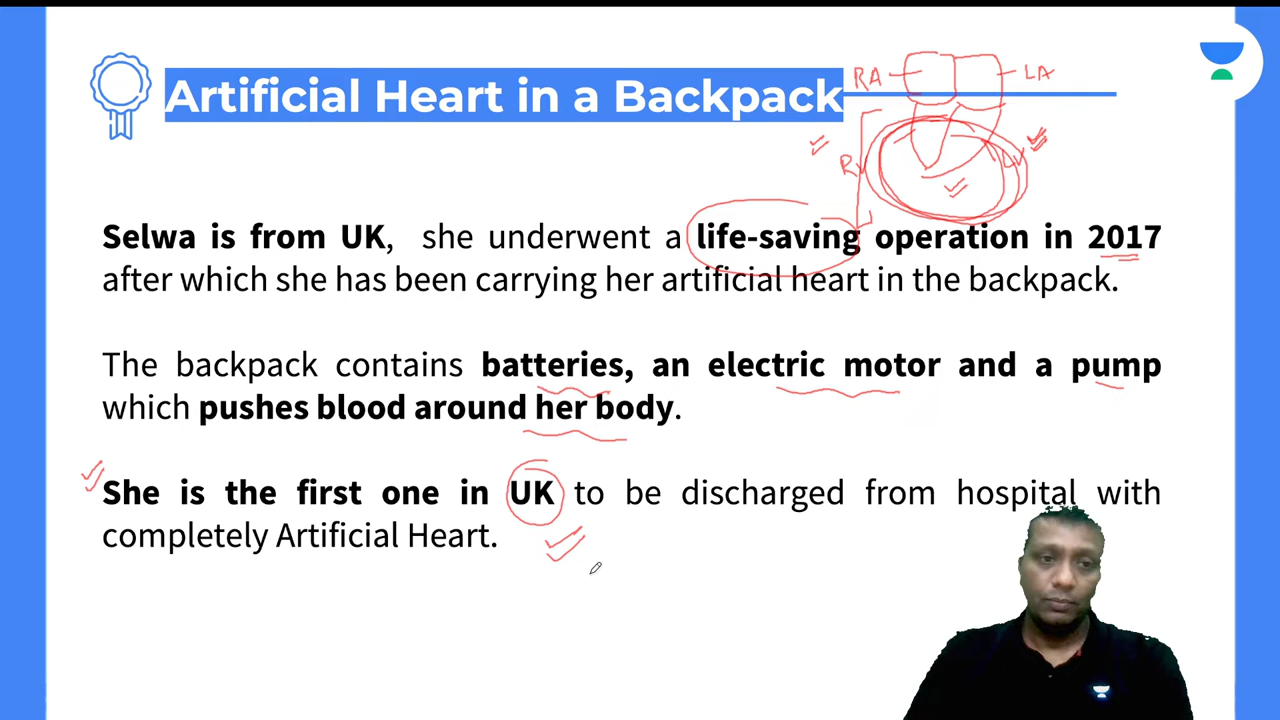 Artificial Heart in a Backpack
RA
LA
RV
LV
Selwa is from UK, she underwent a life-saving operation in 2017
after which she has been carrying her artificial heart in the backpack.
The backpack contains batteries, an electric motor and a pump
which pushes blood around her body.
She is the first one in UK to be discharged from hospital with
completely Artificial Heart.